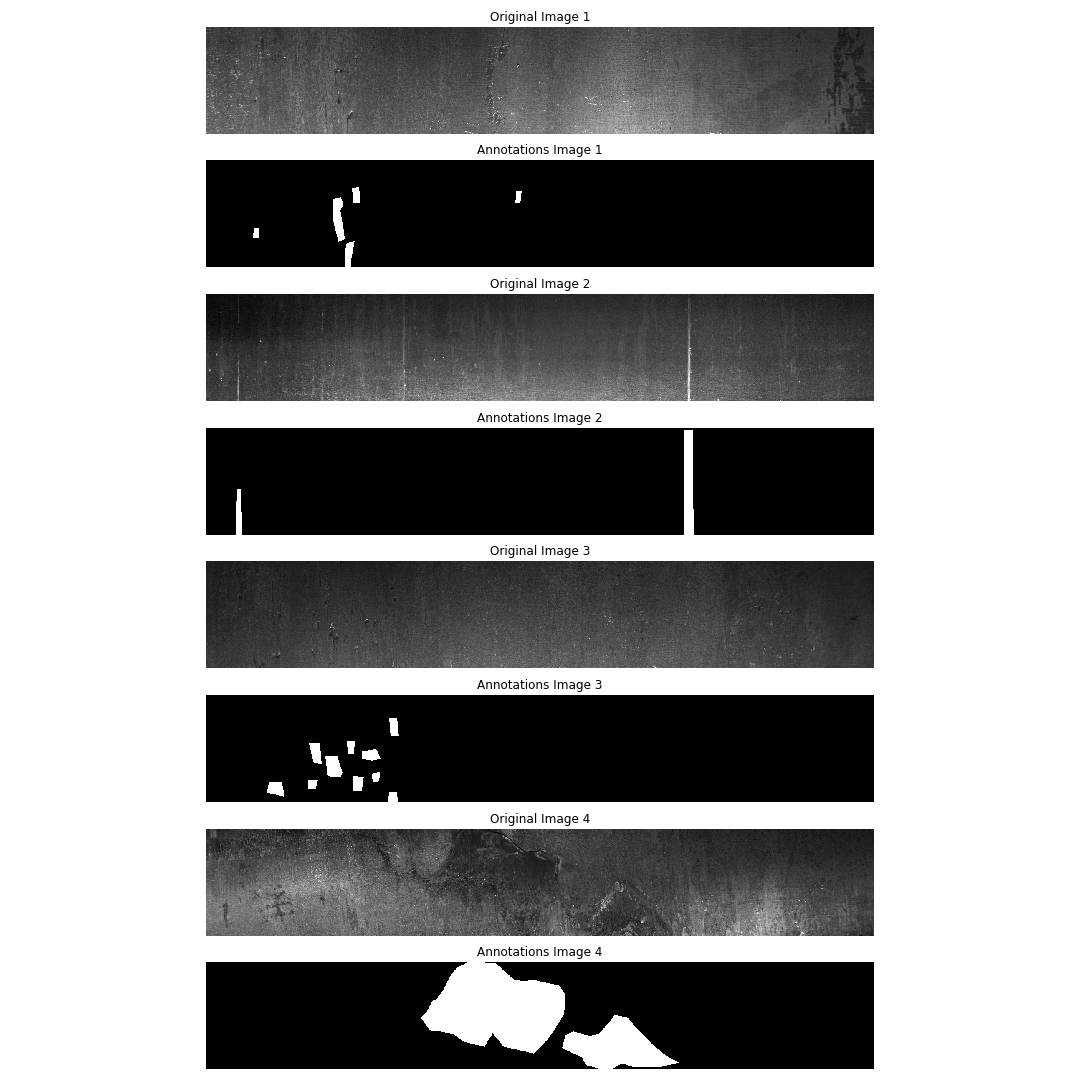 Original Image 1
Annotations Image 1
Original Image 2
Annotations Image 2
Original Image 3
Annotations Image 3
Original Image 4
Annotations Image 4